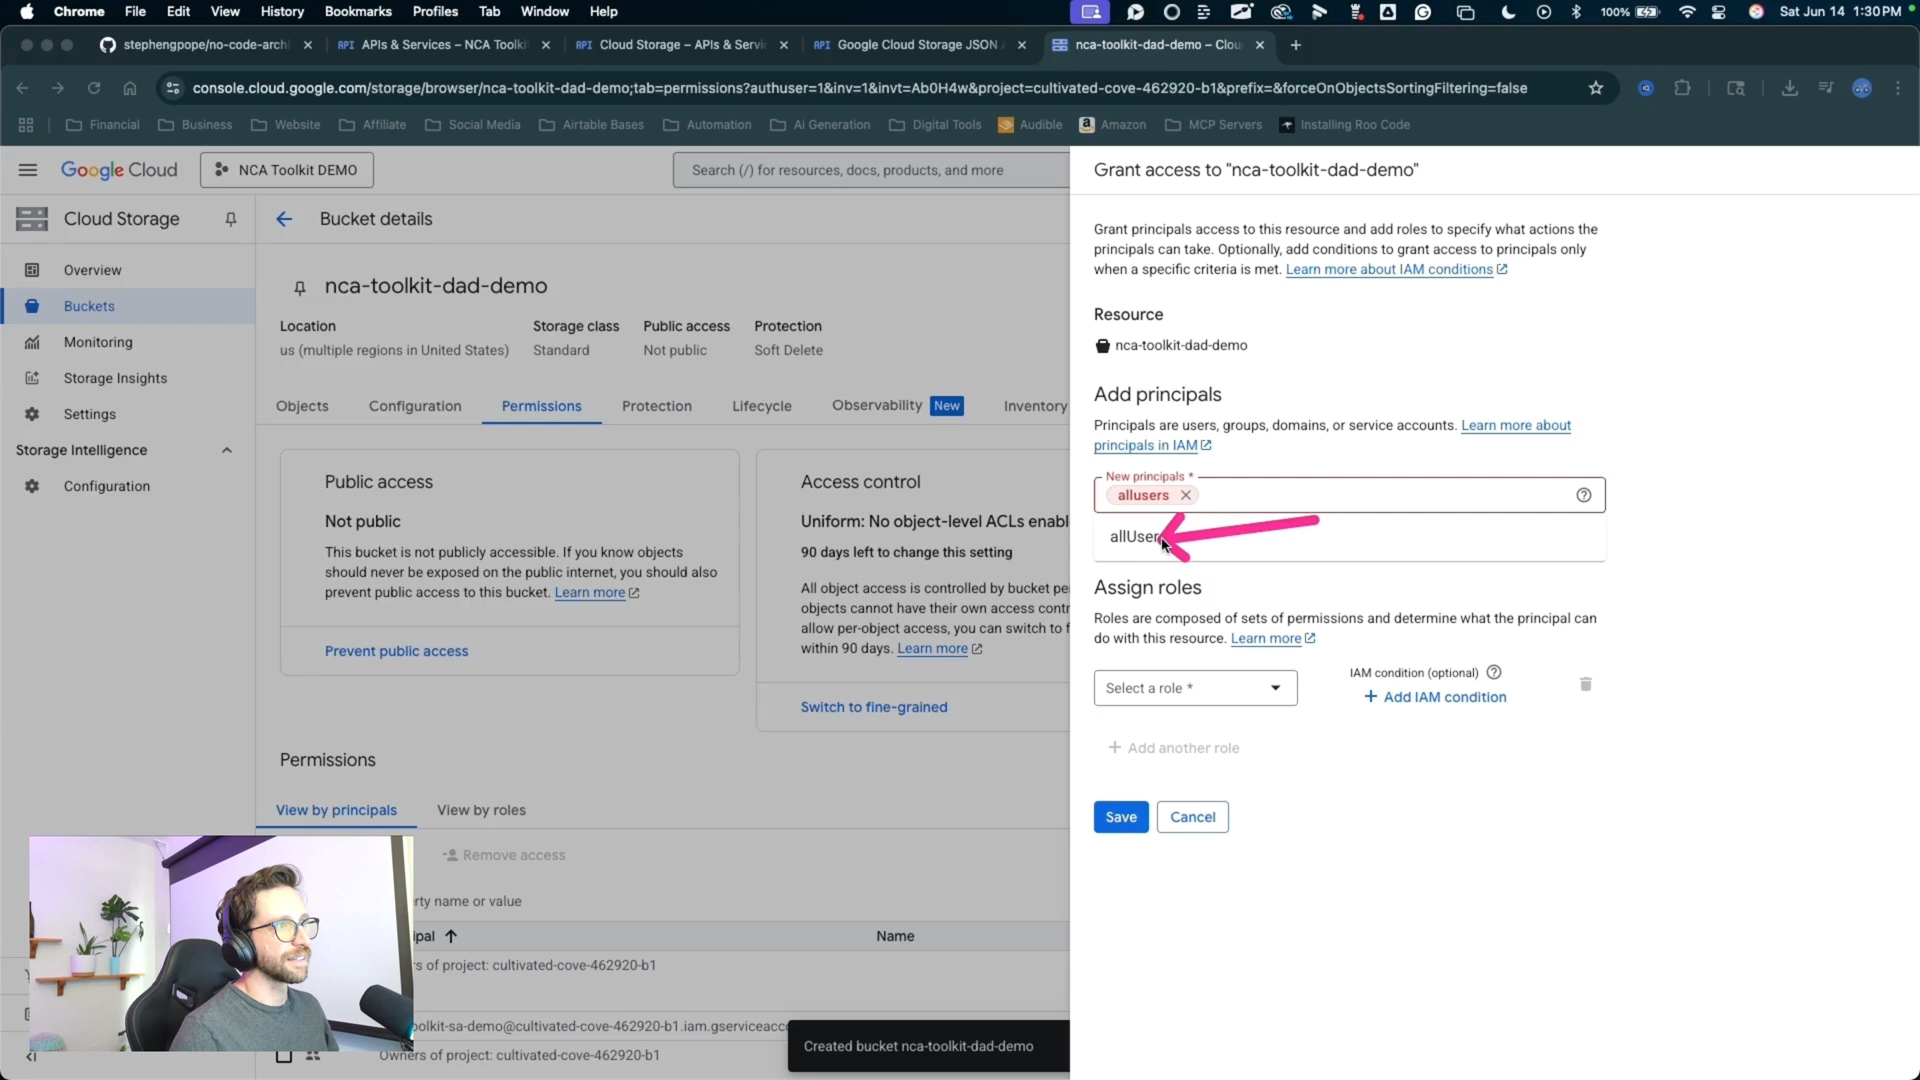 Chrome File Edit View History Bookmarks Profiles Tab Window Help 100% Sat Jun 14 1:30 PM
stephengpope/no-code-archi
APIs & Services – NCA Toolki
Cloud Storage – APIs & Servic
Google Cloud Storage JSON
nca-toolkit-dad-demo – Clou
console.cloud.google.com/storage/browser/nca-toolkit-dad-demo;tab=permissions?authuser=1&inv=1&invt=Ab0H4w&project=cultivated-cove-462920-b1&prefix=&forceOnObjectsSortingFiltering=false
Financial Business Website Affiliate Social Media Airtable Bases Automation Ai Generation Digital Tools Audible Amazon MCP Servers Installing Roo Code
Google Cloud
NCA Toolkit DEMO
Search (/) for resources, docs, products, and more
Cloud Storage
Overview
Buckets
Monitoring
Storage Insights
Settings
Storage Intelligence
Configuration
Bucket details
nca-toolkit-dad-demo
Location Storage class Public access Protection
us (multiple regions in United States) Standard Not public Soft Delete
Objects Configuration Permissions Protection Lifecycle Observability New Inventory
Public access
Not public
This bucket is not publicly accessible. If you know objects
should never be exposed on the public internet, you should also
prevent public access to this bucket. Learn more
Prevent public access
Access control
Uniform: No object-level ACLs enabl
90 days left to change this setting
All object access is controlled by bucket pe
objects cannot have their own access contr
allow per-object access, you can switch to f
within 90 days. Learn more
Switch to fine-grained
Permissions
View by principals View by roles
Remove access
rty name or value
ipal Name
s of project: cultivated-cove-462920-b1
oolkit-sa-demo@cultivated-cove-462920-b1.iam.gserviceacco
Owners of project: cultivated-cove-462920-b1
Created bucket nca-toolkit-dad-demo
Grant access to "nca-toolkit-dad-demo"
Grant principals access to this resource and add roles to specify what actions the
principals can take. Optionally, add conditions to grant access to principals only
when a specific criteria is met. Learn more about IAM conditions
Resource
nca-toolkit-dad-demo
Add principals
Principals are users, groups, domains, or service accounts. Learn more about
principals in IAM
New principals *
allusers
allUser
Assign roles
Roles are composed of sets of permissions and determine what the principal can
do with this resource. Learn more
Select a role *
IAM condition (optional)
Add IAM condition
Add another role
Save Cancel